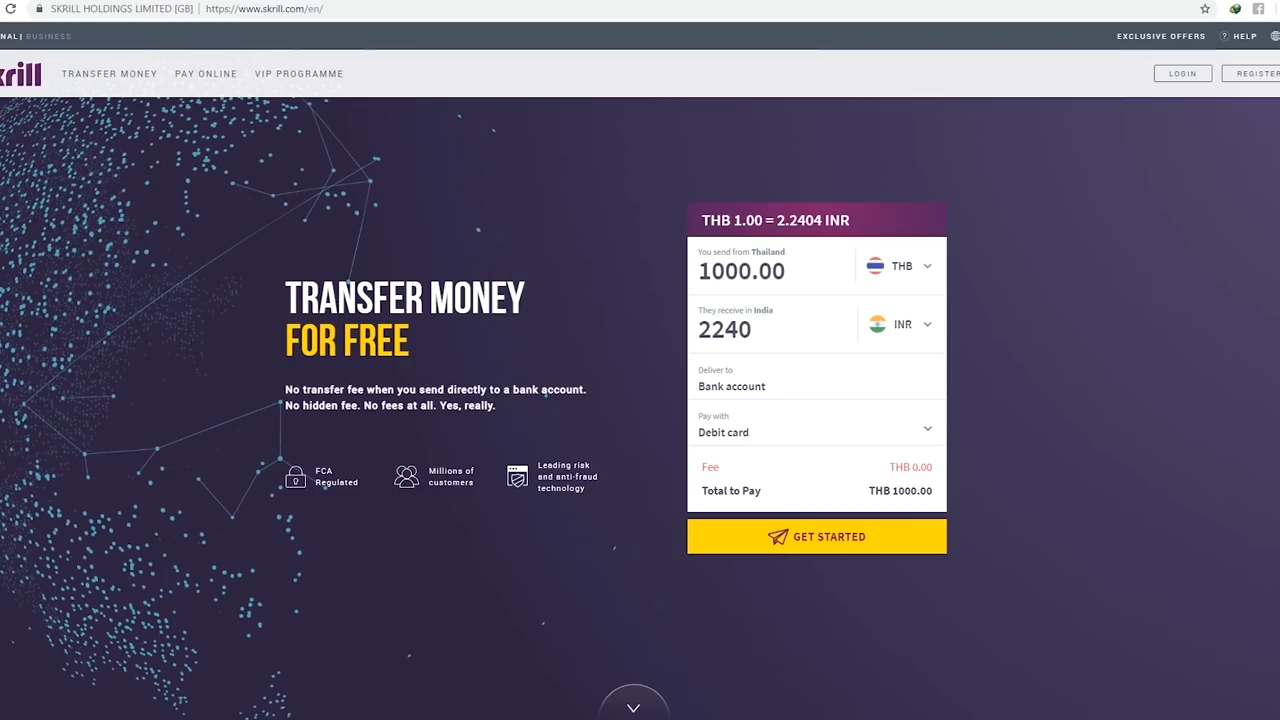 SKRILL HOLDINGS LIMITED [GB] | https://www.skrill.com/en/
NAL | BUSINESS
EXCLUSIVE OFFERS
? HELP
krill
TRANSFER MONEY
PAY ONLINE
VIP PROGRAMME
LOGIN
REGISTER
THB 1.00 = 2.2404 INR
You send from Thailand
1000.00
THB
They receive in India
2240
INR
Deliver to
Bank account
Pay with
Debit card
Fee
THB 0.00
Total to Pay
THB 1000.00
GET STARTED
TRANSFER MONEY
FOR FREE
No transfer fee when you send directly to a bank account.
No hidden fee. No fees at all. Yes, really.
FCA
Regulated
Millions of
customers
Leading risk
and anti-fraud
technology